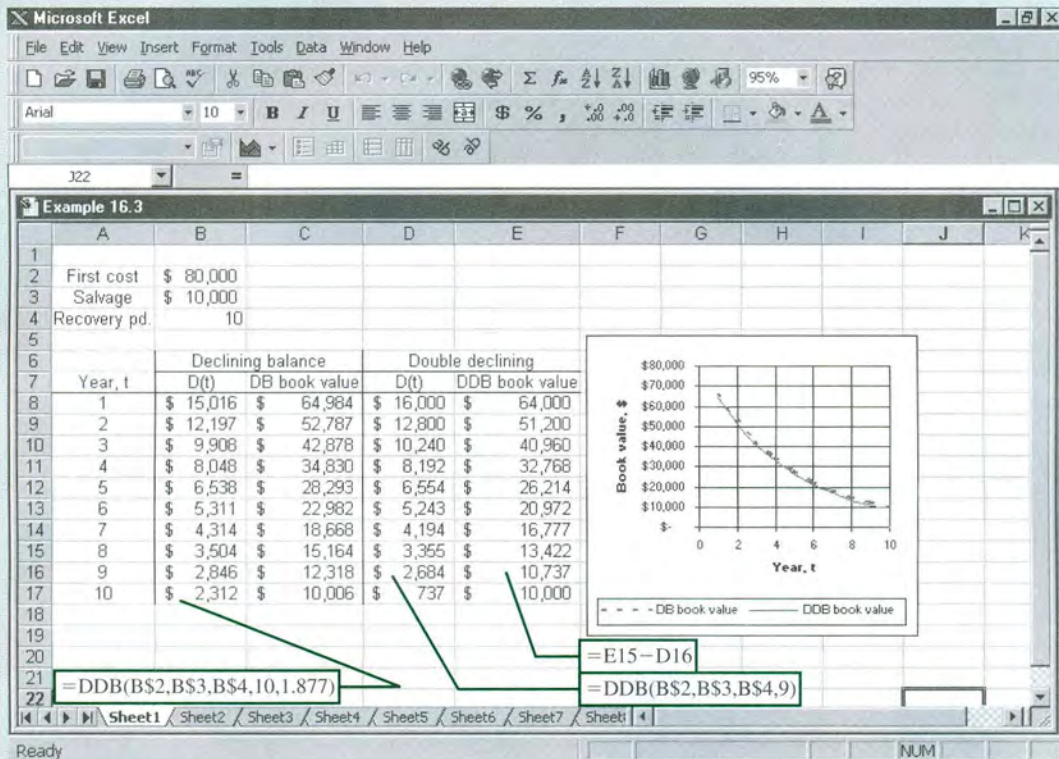 Microsoft Excel
File Edit View Insert Format Tools Data Window Help
95%
Arial 10 B I U $ % ,
J22 =
Example 16.3
A B C D E F G H I J K
1
2 First cost $ 80,000
3 Salvage $ 10,000
4 Recovery pd. 10
5
6 Declining balance Double declining
7 Year, t D(t) DB book value D(t) DDB book value
8 1 $ 15,016 $ 64,984 $ 16,000 $ 64,000
9 2 $ 12,197 $ 52,787 $ 12,800 $ 51,200
10 3 $ 9,908 $ 42,878 $ 10,240 $ 40,960
11 4 $ 8,048 $ 34,830 $ 8,192 $ 32,768
12 5 $ 6,538 $ 28,293 $ 6,554 $ 26,214
13 6 $ 5,311 $ 22,982 $ 5,243 $ 20,972
14 7 $ 4,314 $ 18,668 $ 4,194 $ 16,777
15 8 $ 3,504 $ 15,164 $ 3,355 $ 13,422
16 9 $ 2,846 $ 12,318 $ 2,684 $ 10,737
17 10 $ 2,312 $ 10,006 $ 737 $ 10,000
18
19
20
21
22
Book value, $
$80,000
$70,000
$60,000
$50,000
$40,000
$30,000
$20,000
$10,000
$-
0 2 4 6 8 10
Year, t
DB book value DDB book value
=E15−D16
=DDB(B$2,B$3,B$4,10,1.877)
=DDB(B$2,B$3,B$4,9)
Sheet1 Sheet2 Sheet3 Sheet4 Sheet5 Sheet6 Sheet7 Sheet
Ready NUM